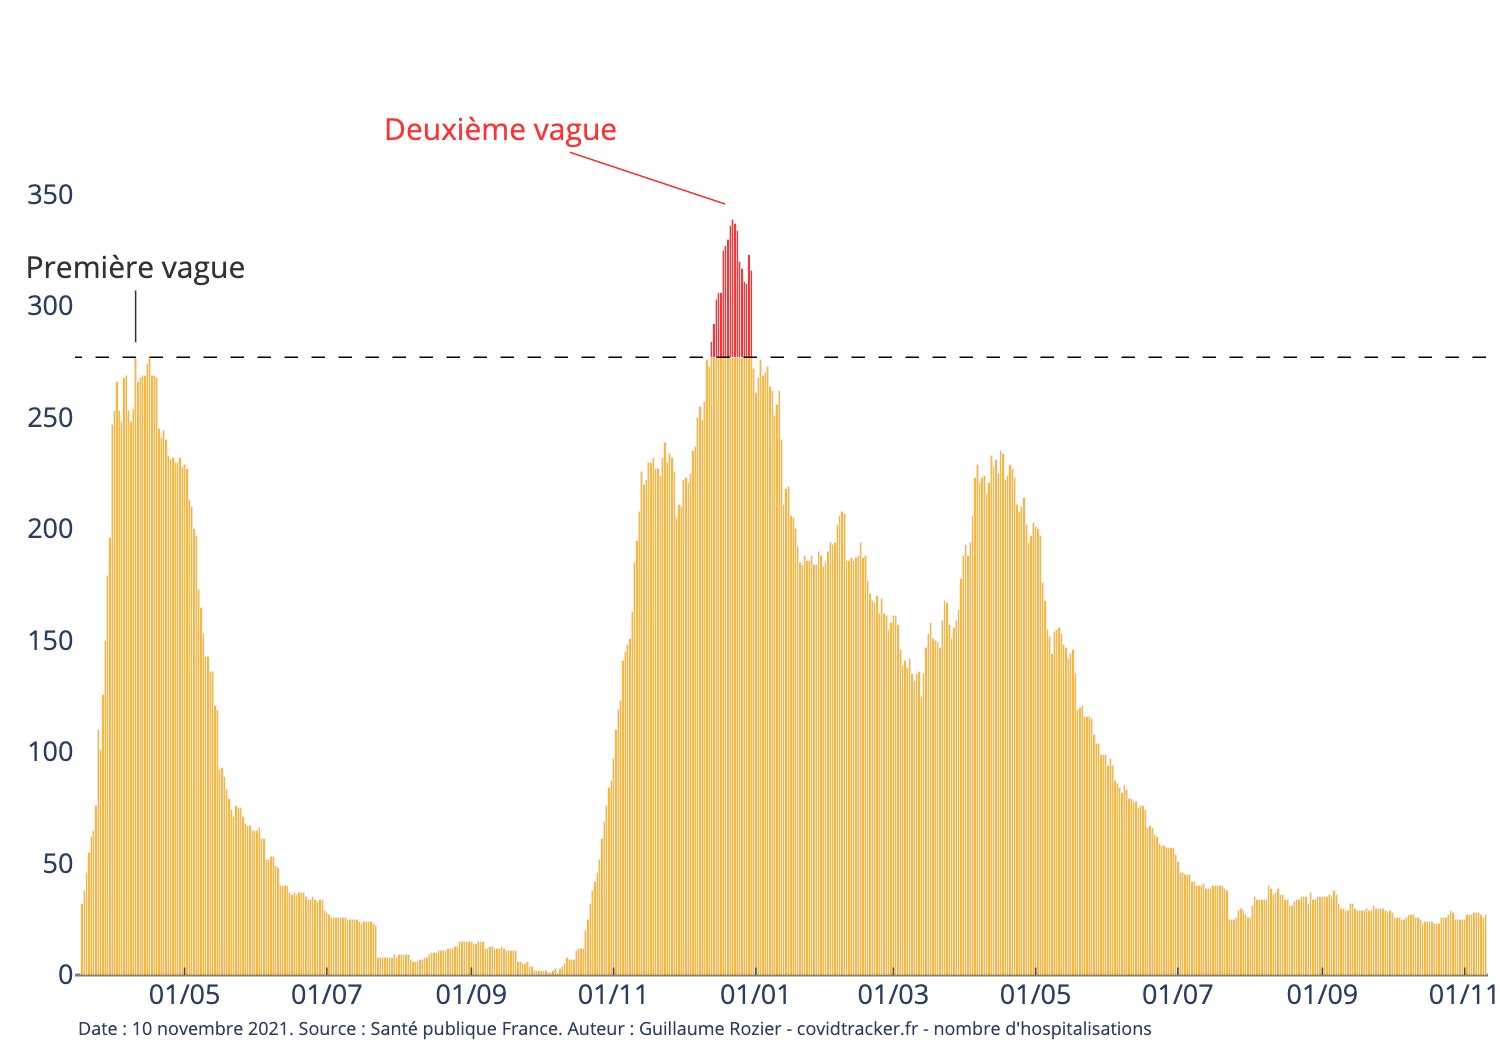 Deuxième vague
350
Première vague
300
250
200
150
100
50
0
01/05 01/07 01/09 01/11 01/01 01/03 01/05 01/07 01/09 01/11
Date : 10 novembre 2021. Source : Santé publique France. Auteur : Guillaume Rozier - covidtracker.fr - nombre d'hospitalisations